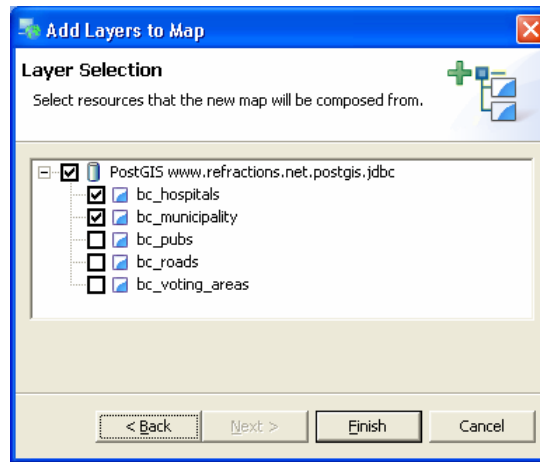 Add Layers to Map
Layer Selection
Select resources that the new map will be composed from.
PostGIS www.refractions.net.postgis.jdbc
bc_hospitals
bc_municipality
bc_pubs
bc_roads
bc_voting_areas
< Back Next > Finish Cancel